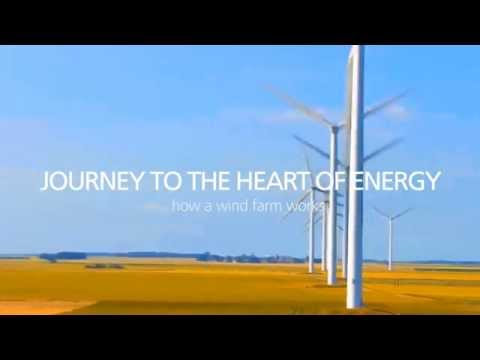 JOURNEY TO THE HEART OF ENERGY
how a wind farm works